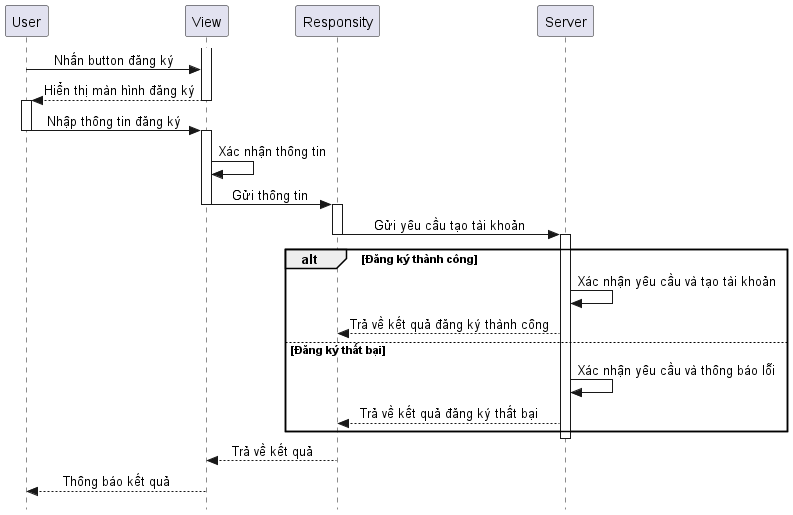 User
View
Responsity
Server
Nhấn button đăng ký
Hiển thị màn hình đăng ký
Nhập thông tin đăng ký
Xác nhận thông tin
Gửi thông tin
Gửi yêu cầu tạo tài khoản
alt [Đăng ký thành công]
Xác nhận yêu cầu và tạo tài khoản
Trả về kết quả đăng ký thành công
[Đăng ký thất bại]
Xác nhận yêu cầu và thông báo lỗi
Trả về kết quả đăng ký thất bại
Trả về kết quả
Thông báo kết quả